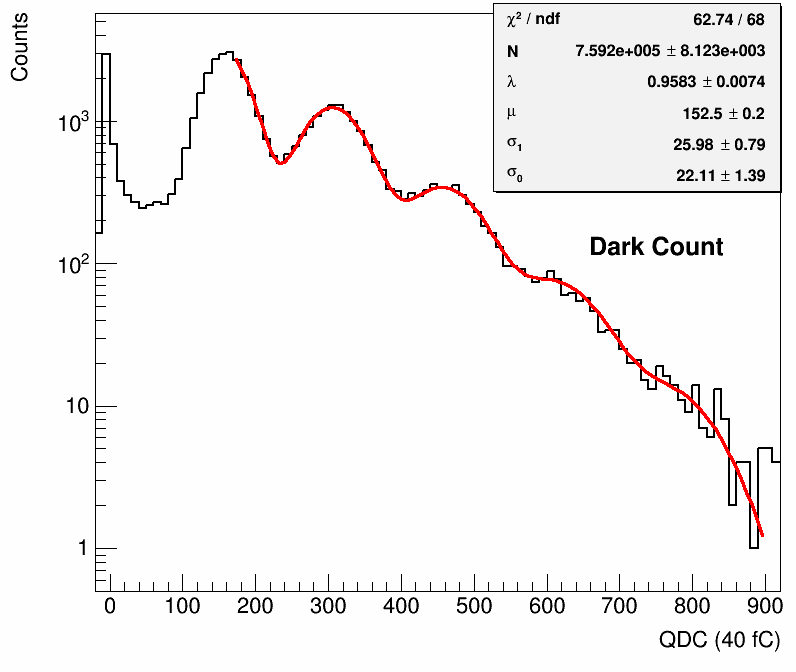 Counts
χ² / ndf 62.74 / 68
N 7.592e+005 ± 8.123e+003
λ 0.9583 ± 0.0074
μ 152.5 ± 0.2
σ₁ 25.98 ± 0.79
σ₀ 22.11 ± 1.39
Dark Count
10³
10²
10
1
0 100 200 300 400 500 600 700 800 900
QDC (40 fC)